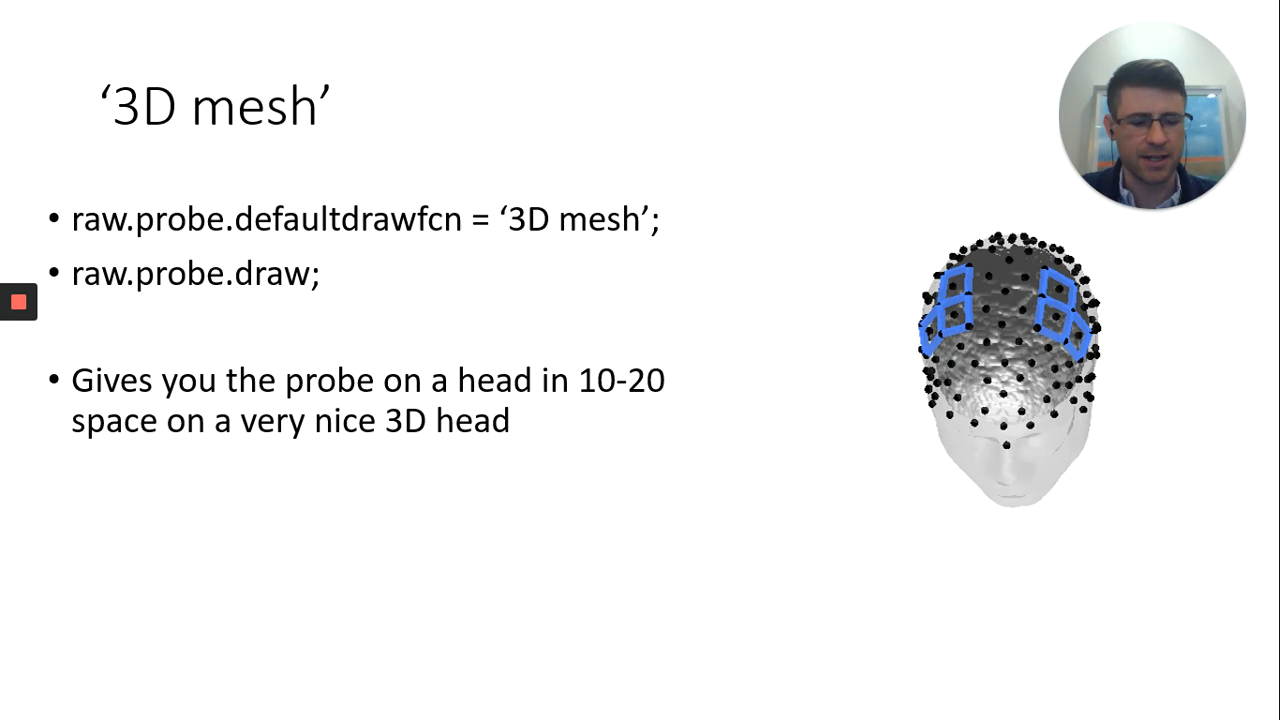 ‘3D mesh’
• raw.probe.defaultdrawfcn = ‘3D mesh’;
• raw.probe.draw;
• Gives you the probe on a head in 10-20
space on a very nice 3D head